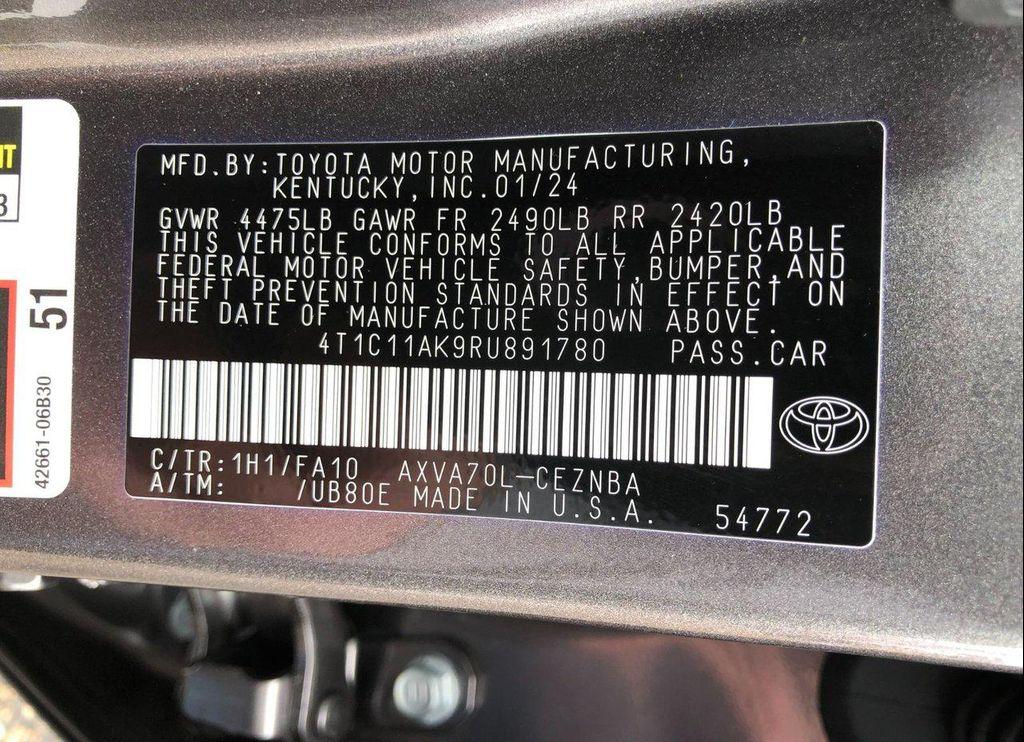 MFD.BY:TOYOTA MOTOR MANUFACTURING,
KENTUCKY,INC.01/24
GVWR 4475LB GAWR FR 2490LB RR 2420LB
THIS VEHICLE CONFORMS TO ALL APPLICABLE
FEDERAL MOTOR VEHICLE SAFETY,BUMPER,AND
THEFT PREVENTION STANDARDS IN EFFECT ON
THE DATE OF MANUFACTURE SHOWN ABOVE.
4T1C11AK9RU891780 PASS.CAR
C/TR:1H1/FA10 AXVA70L-CEZNBA
A/TM: /UB80E MADE IN U.S.A.
54772
51
42661-06B30